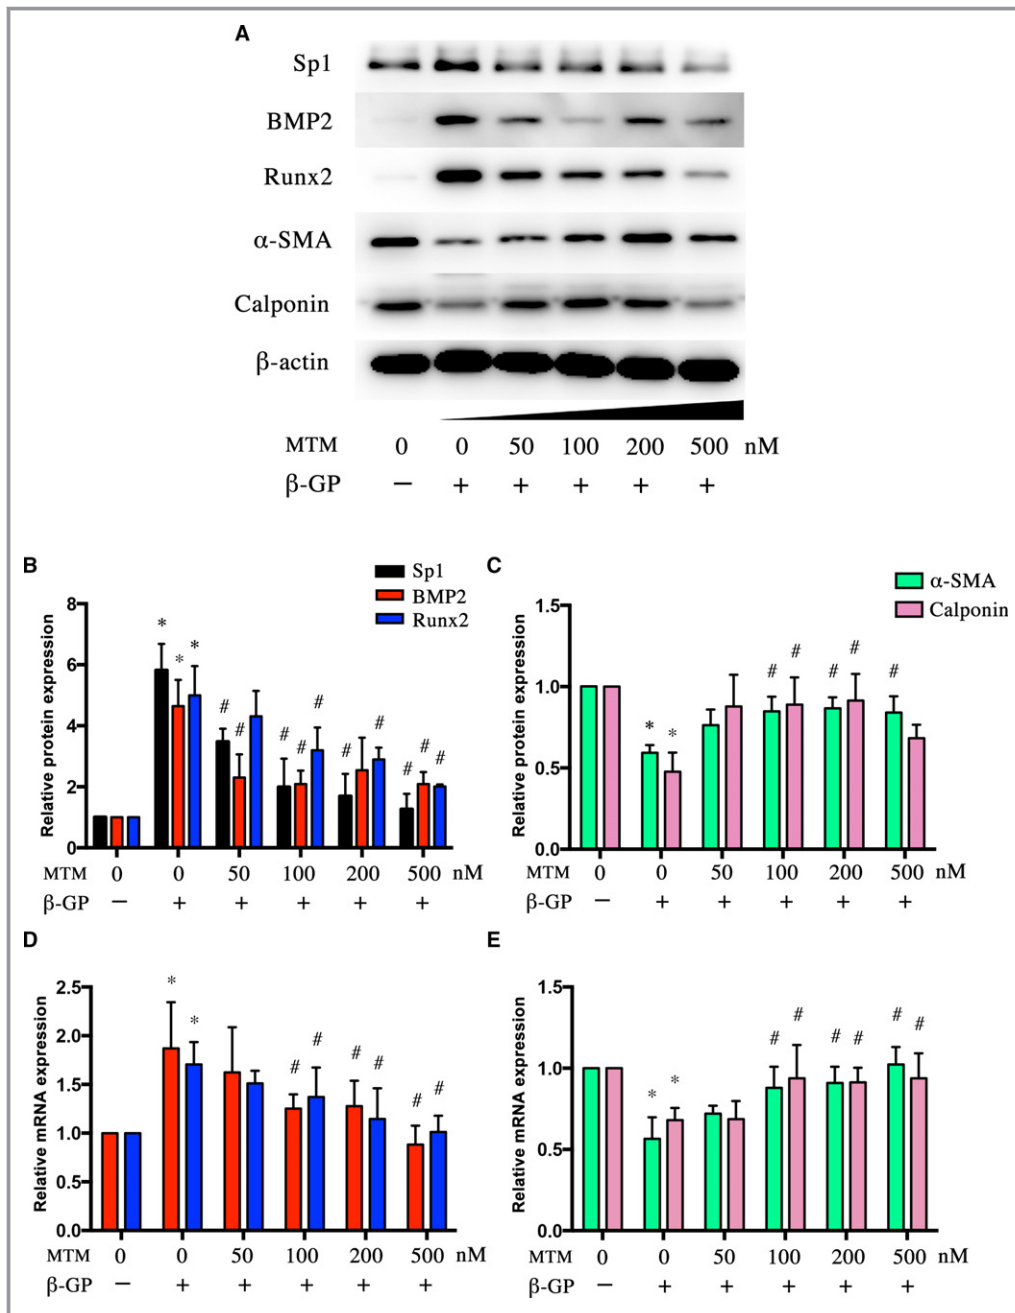 A
Sp1
BMP2
Runx2
α-SMA
Calponin
β-actin
MTM 0 0 50 100 200 500 nM
β-GP − + + + + +
B
Sp1
BMP2
Runx2
Relative protein expression
8
6
4
2
0
* * *
# #
# # #
# #
# # #
MTM 0 0 50 100 200 500 nM
β-GP − + + + + +
C
α-SMA
Calponin
Relative protein expression
1.5
1.0
0.5
0.0
* *
# #
# #
#
MTM 0 0 50 100 200 500 nM
β-GP − + + + + +
D
Relative mRNA expression
2.5
2.0
1.5
1.0
0.5
0.0
* *
# #
# #
# #
MTM 0 0 50 100 200 500 nM
β-GP − + + + + +
E
Relative mRNA expression
1.5
1.0
0.5
0.0
* *
# #
# #
# #
MTM 0 0 50 100 200 500 nM
β-GP − + + + + +